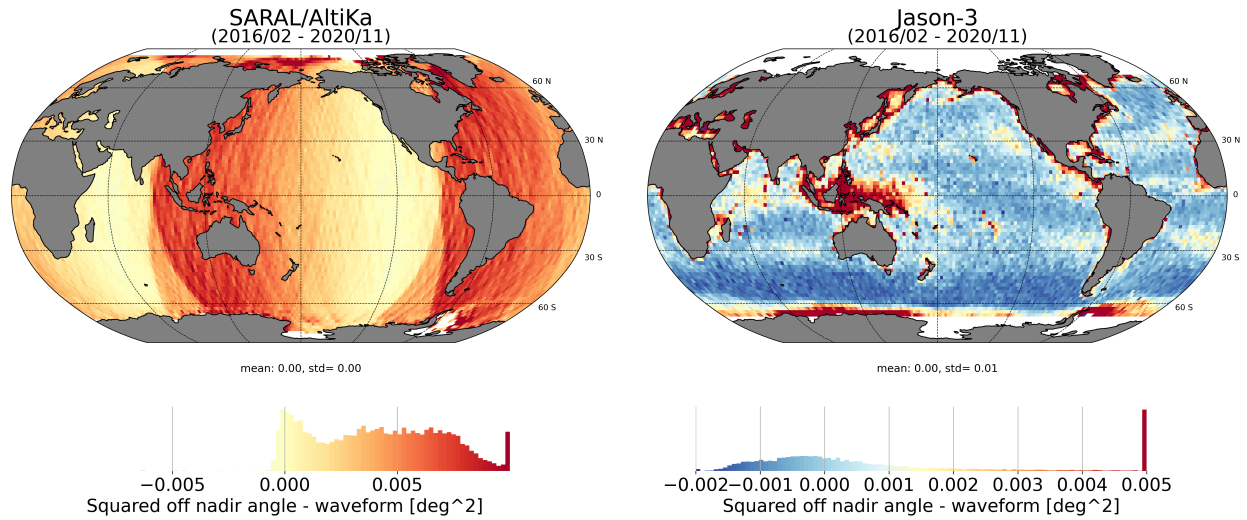 SARAL/AltiKa
(2016/02 - 2020/11)
60 N
30 N
0
30 S
60 S
mean: 0.00, std= 0.00
−0.005 0.000 0.005
Squared off nadir angle - waveform [deg^2]
Jason-3
(2016/02 - 2020/11)
60 N
30 N
0
30 S
60 S
mean: 0.00, std= 0.01
−0.002 −0.001 0.000 0.001 0.002 0.003 0.004 0.005
Squared off nadir angle - waveform [deg^2]